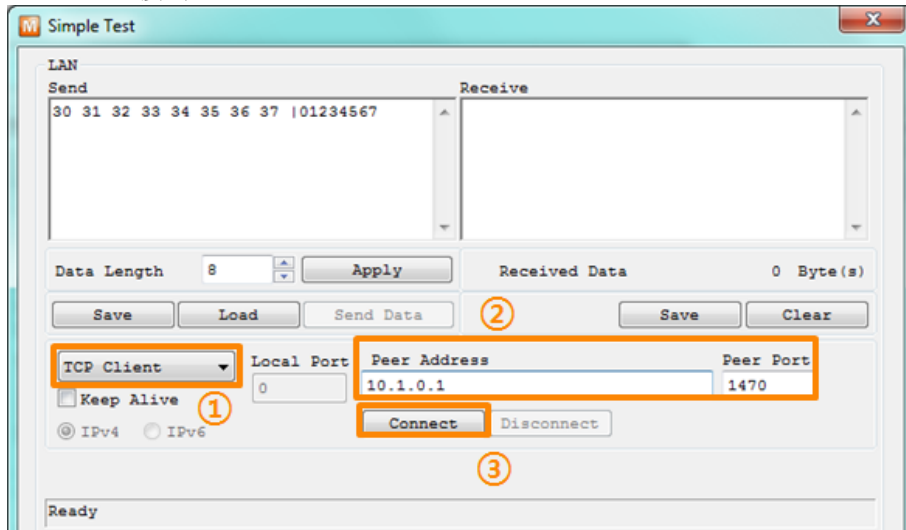 Simple Test
LAN
Send
Receive
30 31 32 33 34 35 36 37 |01234567
Data Length 8 Apply
Received Data 0 Byte(s)
Save Load Send Data
② Save Clear
TCP Client Local Port Peer Address Peer Port
0 10.1.0.1 1470
Keep Alive ①
IPv4 IPv6
Connect Disconnect
③
Ready